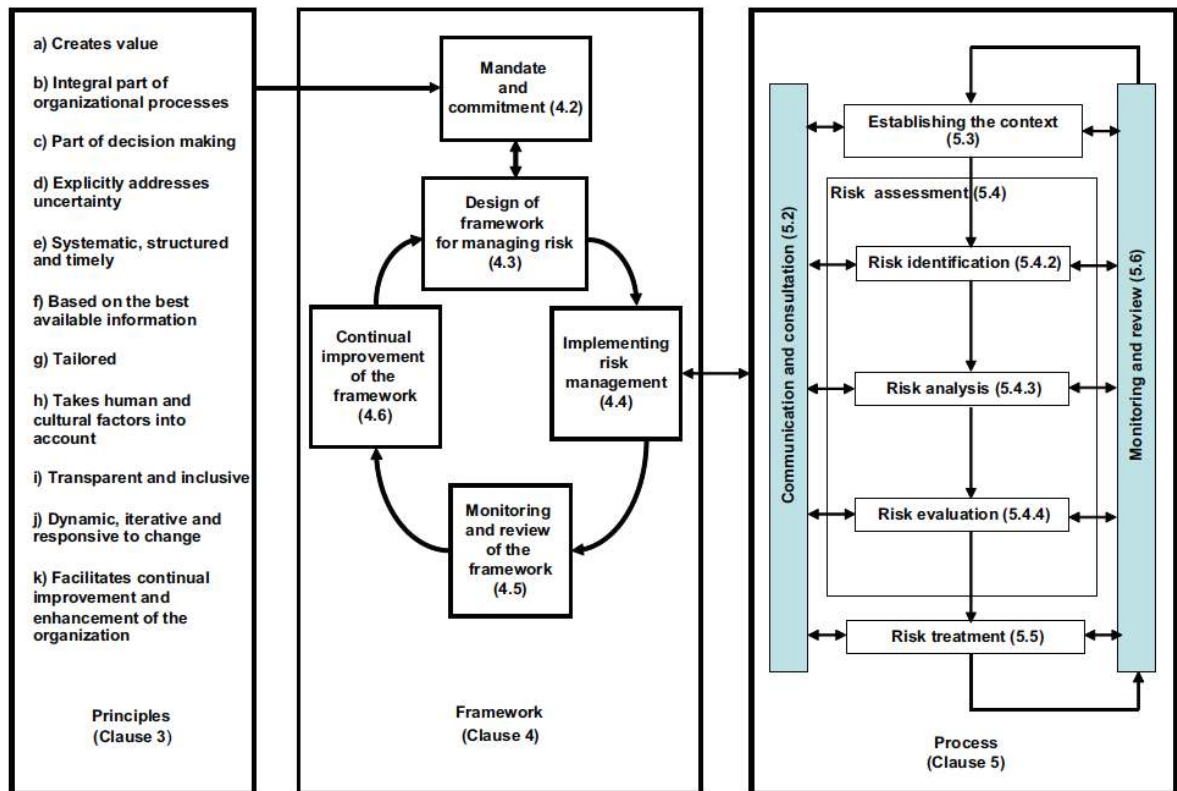 a) Creates value
b) Integral part of
organizational processes
c) Part of decision making
d) Explicitly addresses
uncertainty
e) Systematic, structured
and timely
f) Based on the best
available information
g) Tailored
h) Takes human and
cultural factors into
account
i) Transparent and inclusive
j) Dynamic, iterative and
responsive to change
k) Facilitates continual
improvement and
enhancement of the
organization
Principles
(Clause 3)
Mandate
and
commitment (4.2)
Design of
framework
for managing risk
(4.3)
Continual
improvement
of the
framework
(4.6)
Implementing
risk
management
(4.4)
Monitoring
and review
of the
framework
(4.5)
Framework
(Clause 4)
Communication and consultation (5.2)
Establishing the context
(5.3)
Risk assessment (5.4)
Risk identification (5.4.2)
Risk analysis (5.4.3)
Risk evaluation (5.4.4)
Risk treatment (5.5)
Monitoring and review (5.6)
Process
(Clause 5)